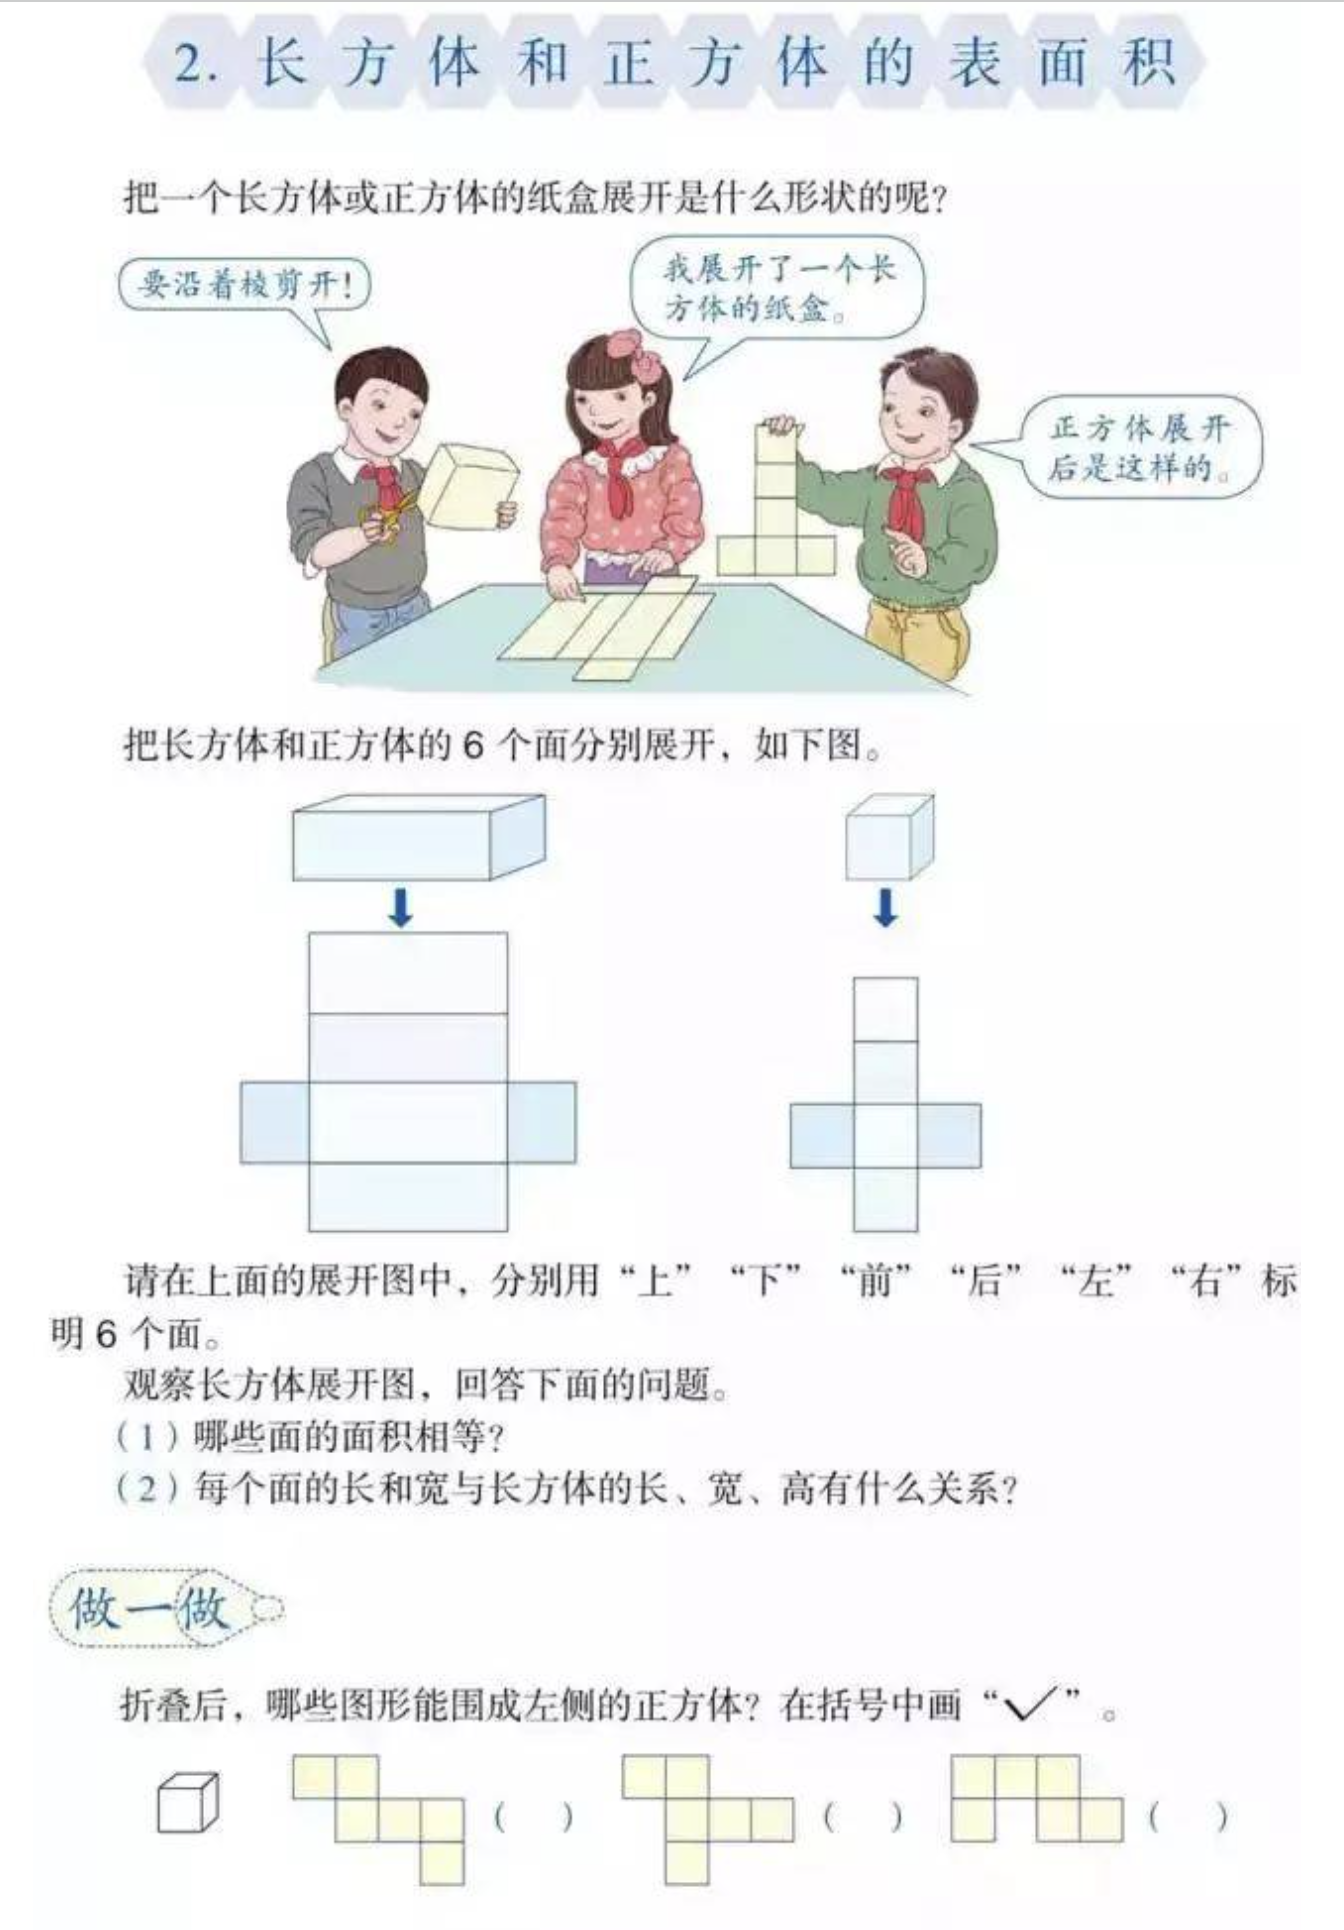 2. 长方体和正方体的表面积
把一个长方体或正方体的纸盒展开是什么形状的呢？
要沿着棱剪开！
我展开了一个长
方体的纸盒。
正方体展开
后是这样的。
把长方体和正方体的 6 个面分别展开，如下图。
请在上面的展开图中，分别用“上”“下”“前”“后”“左”“右”标
明 6 个面。
观察长方体展开图，回答下面的问题。
（1）哪些面的面积相等？
（2）每个面的长和宽与长方体的长、宽、高有什么关系？
做一做
折叠后，哪些图形能围成左侧的正方体？在括号中画“✓”。
（ ） （ ） （ ）